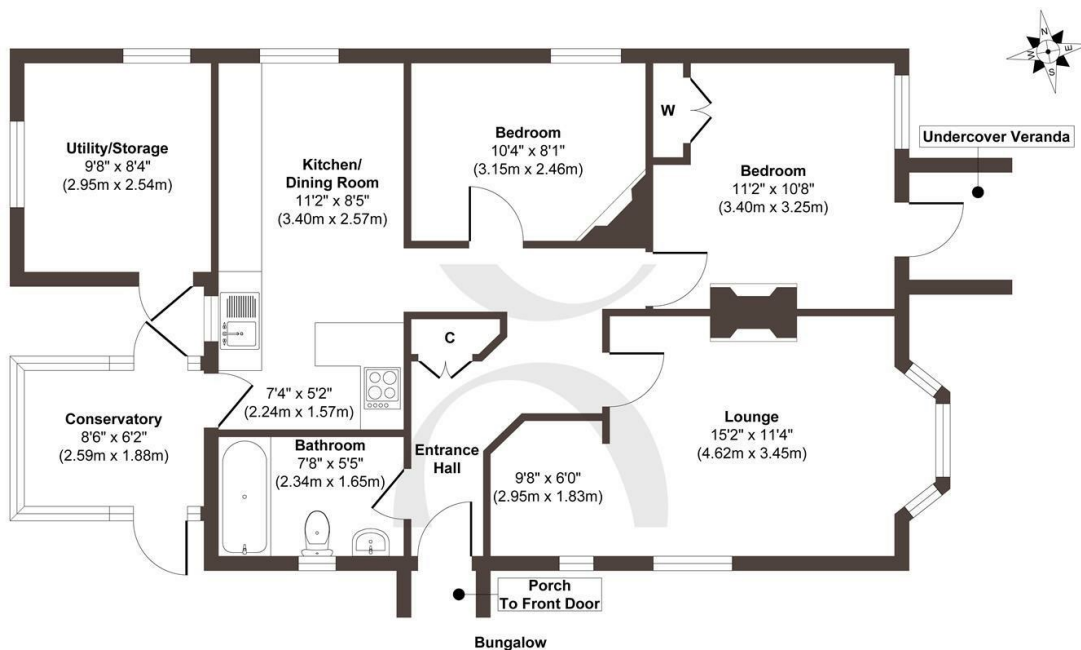 N
E
S
W
Undercover Veranda
Utility/Storage
9'8" x 8'4"
(2.95m x 2.54m)
Kitchen/
Dining Room
11'2" x 8'5"
(3.40m x 2.57m)
Bedroom
10'4" x 8'1"
(3.15m x 2.46m)
W
Bedroom
11'2" x 10'8"
(3.40m x 3.25m)
C
Conservatory
8'6" x 6'2"
(2.59m x 1.88m)
7'4" x 5'2"
(2.24m x 1.57m)
Bathroom
7'8" x 5'5"
(2.34m x 1.65m)
Entrance
Hall
9'8" x 6'0"
(2.95m x 1.83m)
Lounge
15'2" x 11'4"
(4.62m x 3.45m)
Porch
To Front Door
Bungalow